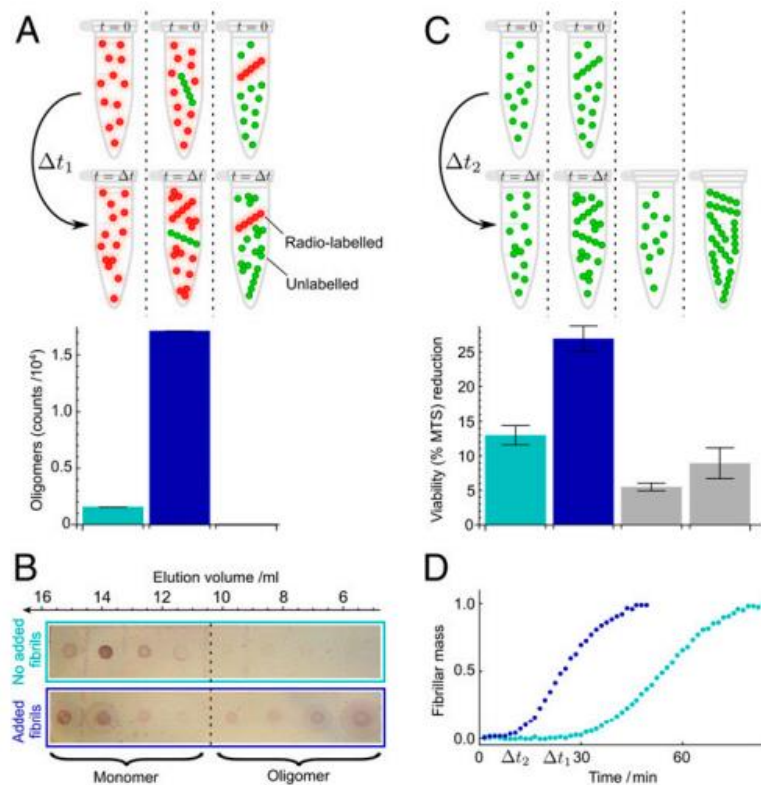 A
t = 0
t = 0
t = 0
Δt₁
t = Δt
t = Δt
t = Δt
Radio-labelled
Unlabelled
Oligomers (counts /10⁴)
1.5
1.0
0.5
0
B
Elution volume /ml
16 14 12 10 8 6
No added
fibrils
Added
fibrils
Monomer
Oligomer
C
t = 0
t = 0
Δt₂
t = Δt
t = Δt
Viability (% MTS) reduction
25
20
15
10
5
0
D
Fibrillar mass
1.0
0.5
0.0
Δt₂ Δt₁ 30 60
Time / min